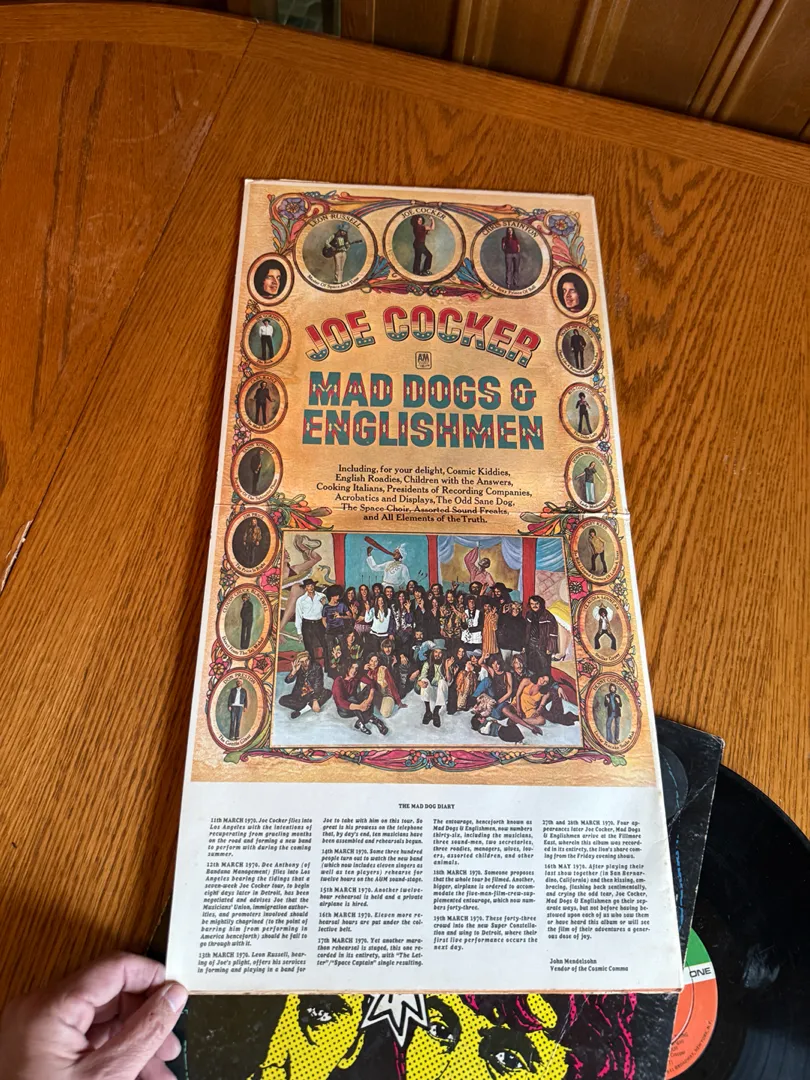 LEON RUSSELL
JOE COCKER
CHRIS STAINTON
JOE COCKER
A&M
MAD DOGS &
ENGLISHMEN
Including, for your delight, Cosmic Kiddies,
English Roadies, Children with the Answers,
Cooking Italians, Presidents of Recording Companies,
Acrobatics and Displays, The Odd Sane Dog,
The Space Choir, Assorted Sound Freaks,
and All Elements of the Truth.
THE MAD DOG DIARY
11th MARCH 1970. Joe Cocker flies into
Los Angeles with the intentions of
recuperating from grueling months
on the road and forming a new band
to perform with during the coming
summer.
12th MARCH 1970. Dee Anthony (of
Bandana Management) flies into Los
Angeles bearing the tidings that a
seven-week Joe Cocker tour, to begin
eight days later in Detroit, has been
negotiated and advises Joe that the
Musicians' Union, immigration author-
ities, and promoters involved should
be mightily chagrined (to the point of
barring him from performing in
America henceforth) should he fail to
go through with it.
13th MARCH 1970. Leon Russell, hear-
ing of Joe's plight, offers his services
in forming and playing in a band for
Joe to take with him on this tour. So
great is his prowess on the telephone
that, by day's end, ten musicians have
been assembled and rehearsals begun.
14th MARCH 1970. Some three hundred
people turn out to watch the new band
(which now includes eleven singers as
well as ten players) rehearse for
twelve hours on the A&M sound-stage.
15th MARCH 1970. Another twelve-
hour rehearsal is held and a private
airplane is hired.
16th MARCH 1970. Eleven more re-
hearsal hours are put under the col-
lective belt.
17th MARCH 1970. Yet another mara-
thon rehearsal is staged, this one re-
corded in its entirety, with "The Let-
ter"/"Space Captain" single resulting.
The entourage, henceforth known as
Mad Dogs & Englishmen, now numbers
thirty-six, including the musicians,
three sound-men, two secretaries,
three roadies, managers, wives, lov-
ers, assorted children, and other
animals.
18th MARCH 1970. Someone proposes
that the whole tour be filmed. Another,
bigger, airplane is ordered to accom-
modate the five-man-film-crew-sup-
plemented entourage, which now num-
bers forty-three.
19th MARCH 1970. These forty-three
crowd into the new Super Constella-
tion and wing to Detroit, where their
first live performance occurs the
next day.
27th and 28th MARCH 1970. Four ap-
pearances later Joe Cocker, Mad Dogs
& Englishmen arrive at the Fillmore
East, wherein this album was record-
ed in its entirety, the lion's share com-
ing from the Friday evening shows.
16th MAY 1970. After playing their
last show together (in San Bernar-
dino, California) and then kissing, em-
bracing, flashing back sentimentally,
and crying the odd tear, Joe Cocker,
Mad Dogs & Englishmen go their sep-
arate ways, but not before having be-
stowed upon each of us who saw them
or have heard this album or will see
the film of their adventures a gener-
ous dose of joy.
John Mendelsohn
Vendor of the Cosmic Comma
ONE